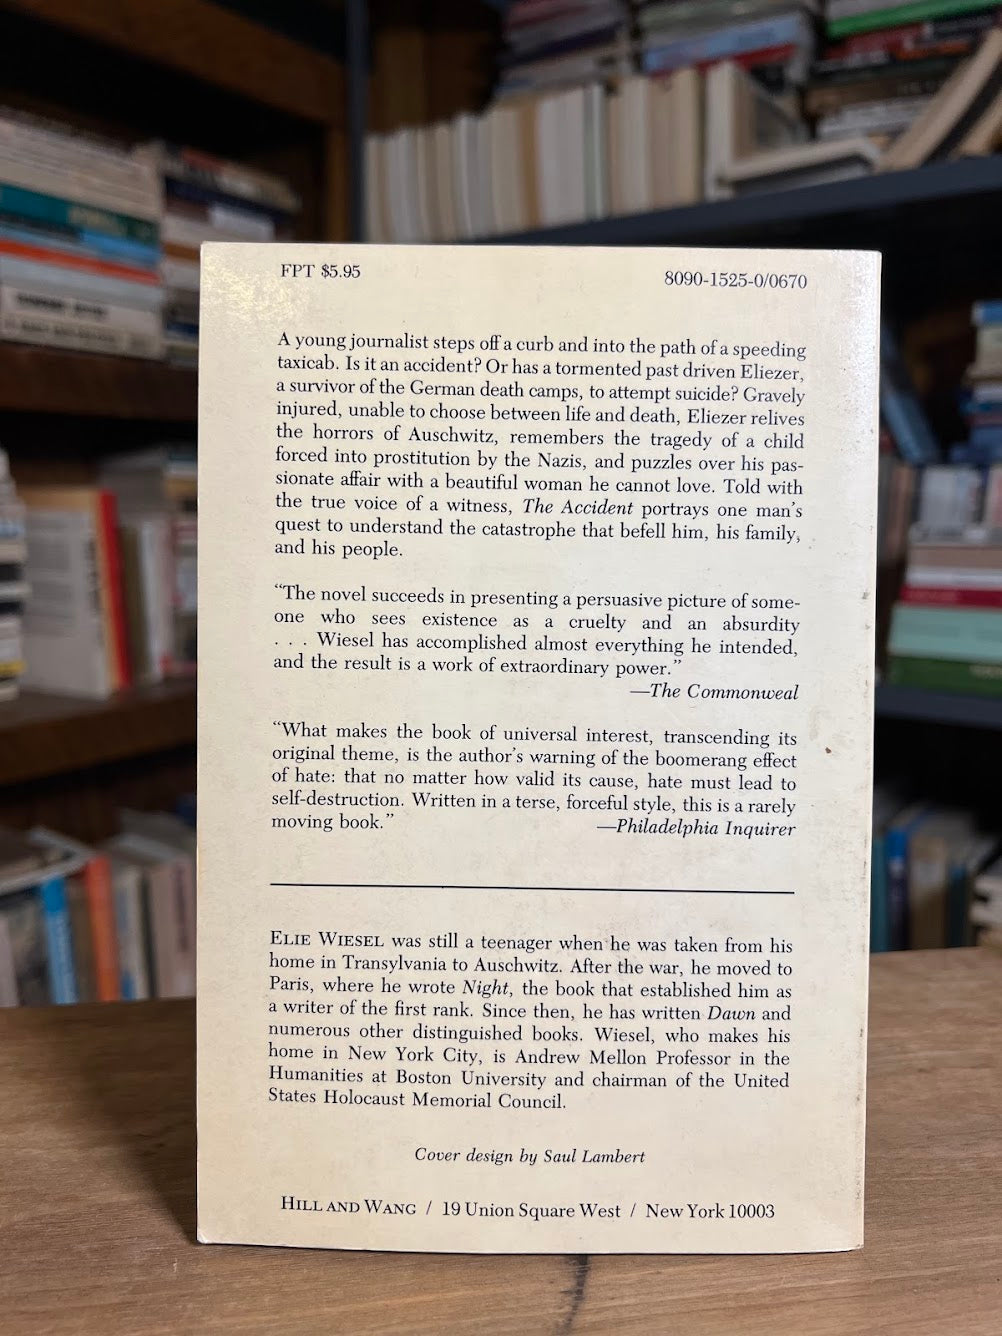 FPT $5.95
8090-1525-0/0670
A young journalist steps off a curb and into the path of a speeding
taxicab. Is it an accident? Or has a tormented past driven Eliezer,
a survivor of the German death camps, to attempt suicide? Gravely
injured, unable to choose between life and death, Eliezer relives
the horrors of Auschwitz, remembers the tragedy of a child
forced into prostitution by the Nazis, and puzzles over his pas-
sionate affair with a beautiful woman he cannot love. Told with
the true voice of a witness, The Accident portrays one man's
quest to understand the catastrophe that befell him, his family,
and his people.
"The novel succeeds in presenting a persuasive picture of some-
one who sees existence as a cruelty and an absurdity
. . . Wiesel has accomplished almost everything he intended,
and the result is a work of extraordinary power."
—The Commonweal
"What makes the book of universal interest, transcending its
original theme, is the author's warning of the boomerang effect
of hate: that no matter how valid its cause, hate must lead to
self-destruction. Written in a terse, forceful style, this is a rarely
moving book." —Philadelphia Inquirer
ELIE WIESEL was still a teenager when he was taken from his
home in Transylvania to Auschwitz. After the war, he moved to
Paris, where he wrote Night, the book that established him as
a writer of the first rank. Since then, he has written Dawn and
numerous other distinguished books. Wiesel, who makes his
home in New York City, is Andrew Mellon Professor in the
Humanities at Boston University and chairman of the United
States Holocaust Memorial Council.
Cover design by Saul Lambert
HILL AND WANG / 19 Union Square West / New York 10003